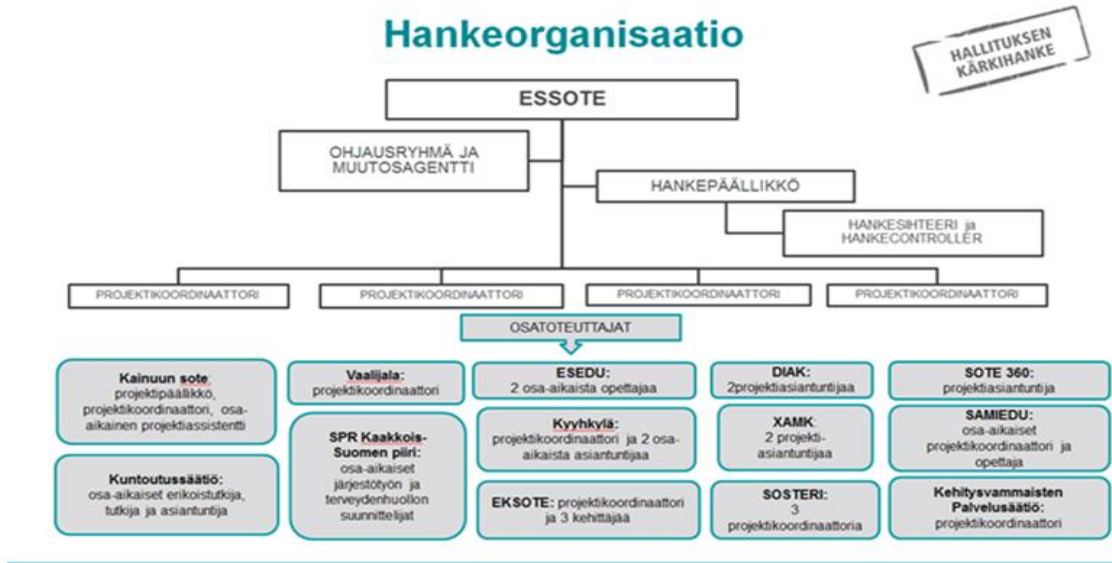 Hankeorganisaatio
HALLITUKSEN
KÄRKIHANKE
ESSOTE
OHJAUSRYHMÄ JA
MUUTOSAGENTTI
HANKEPÄÄLLIKKÖ
HANKESIHTEERI ja
HANKECONTROLLER
PROJEKTIKOORDINAATTORI
PROJEKTIKOORDINAATTORI
PROJEKTIKOORDINAATTORI
PROJEKTIKOORDINAATTORI
OSATOTEUTTAJAT
Kainuun sote:
projektipäällikkö,
projektikoordinaattori, osa-
aikainen projektiassistentti
Kuntoutussäätiö:
osa-aikaiset erikoistutkija,
tutkija ja asiantuntija
Vaalijala:
projektikoordinaattori
SPR Kaakkois-
Suomen piiri:
osa-aikaiset
järjestötyön ja
terveydenhuollon
suunnittelijat
ESEDU:
2 osa-aikaista opettajaa
Kyyhkylä:
projektikoordinaattori ja 2 osa-
aikaista asiantuntijaa
EKSOTE: projektikoordinaattori
ja 3 kehittäjää
DIAK:
2projektiasiantuntijaa
XAMK:
2 projekti-
asiantuntijaa
SOSTERI:
3
projektikoordinaattoria
SOTE 360:
projektiasiantuntija
SAMIEDU:
osa-aikaiset
projektikoordinaattori ja
opettaja
Kehitysvammaisten
Palvelusäätiö:
projektikoordinaattori